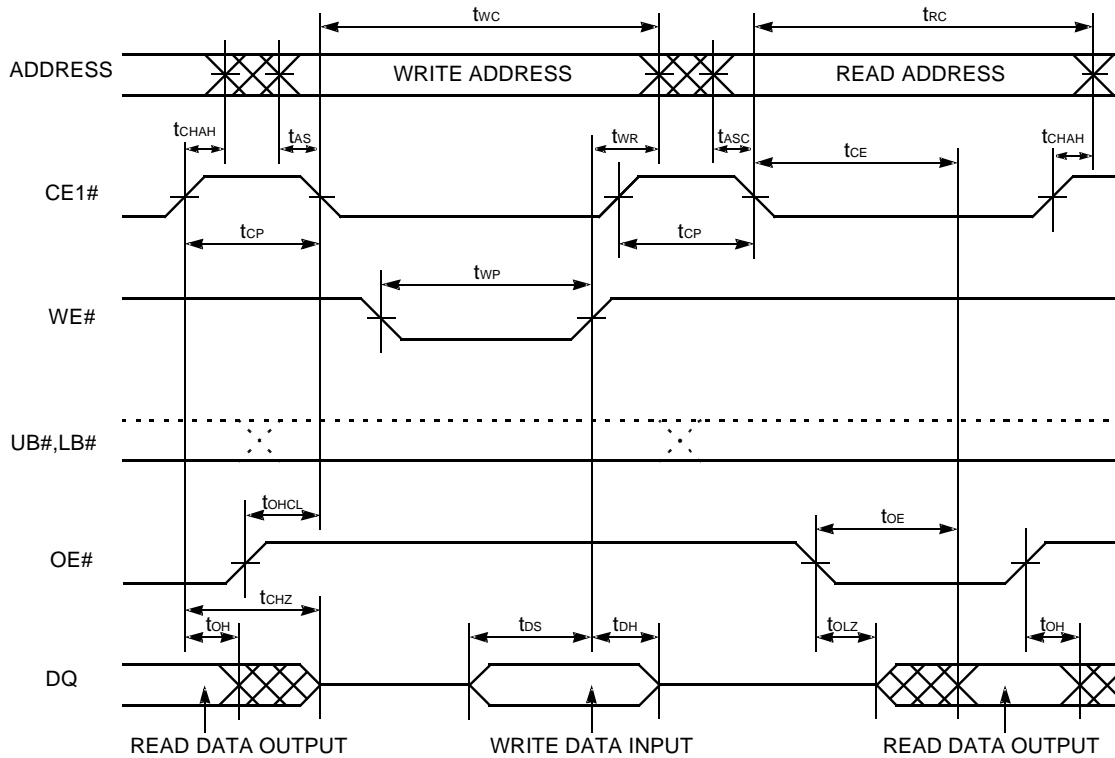 tWC
tRC
ADDRESS
WRITE ADDRESS
READ ADDRESS
tCHAH
tAS
tWR
tASC
tCE
tCHAH
CE1#
tCP
tCP
tWP
WE#
UB#,LB#
tOHCL
tOE
OE#
tCHZ
tOH
tDS
tDH
tOLZ
tOH
DQ
READ DATA OUTPUT
WRITE DATA INPUT
READ DATA OUTPUT